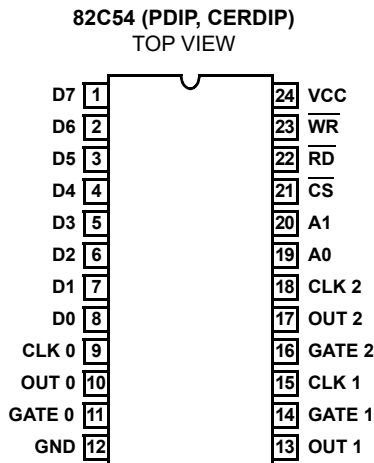 82C54 (PDIP, CERDIP)
TOP VIEW
D7 1 24 VCC
D6 2 23 WR
D5 3 22 RD
D4 4 21 CS
D3 5 20 A1
D2 6 19 A0
D1 7 18 CLK 2
D0 8 17 OUT 2
CLK 0 9 16 GATE 2
OUT 0 10 15 CLK 1
GATE 0 11 14 GATE 1
GND 12 13 OUT 1